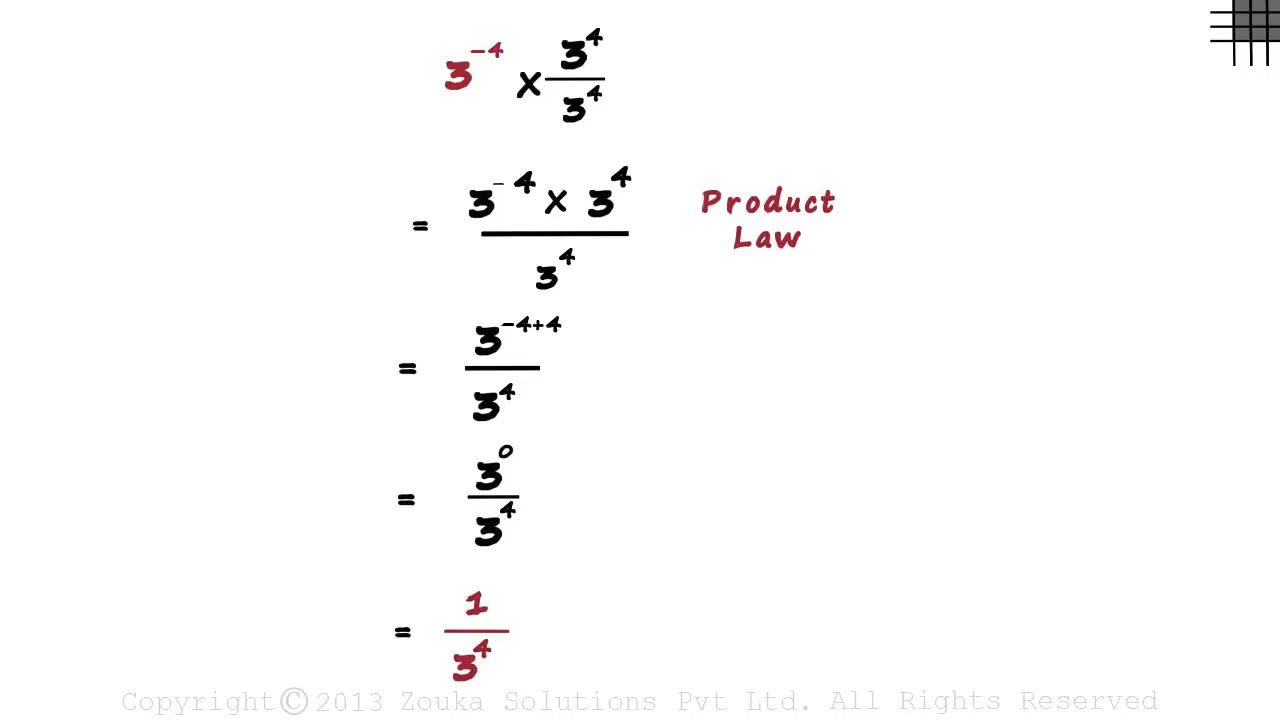 3⁻⁴ × 3⁴/3⁴
= 3⁻⁴ × 3⁴ / 3⁴
Product
Law
= 3⁻⁴⁺⁴ / 3⁴
= 3⁰ / 3⁴
= 1 / 3⁴
Copyright © 2013 Zouka Solutions Pvt Ltd. All Rights Reserved